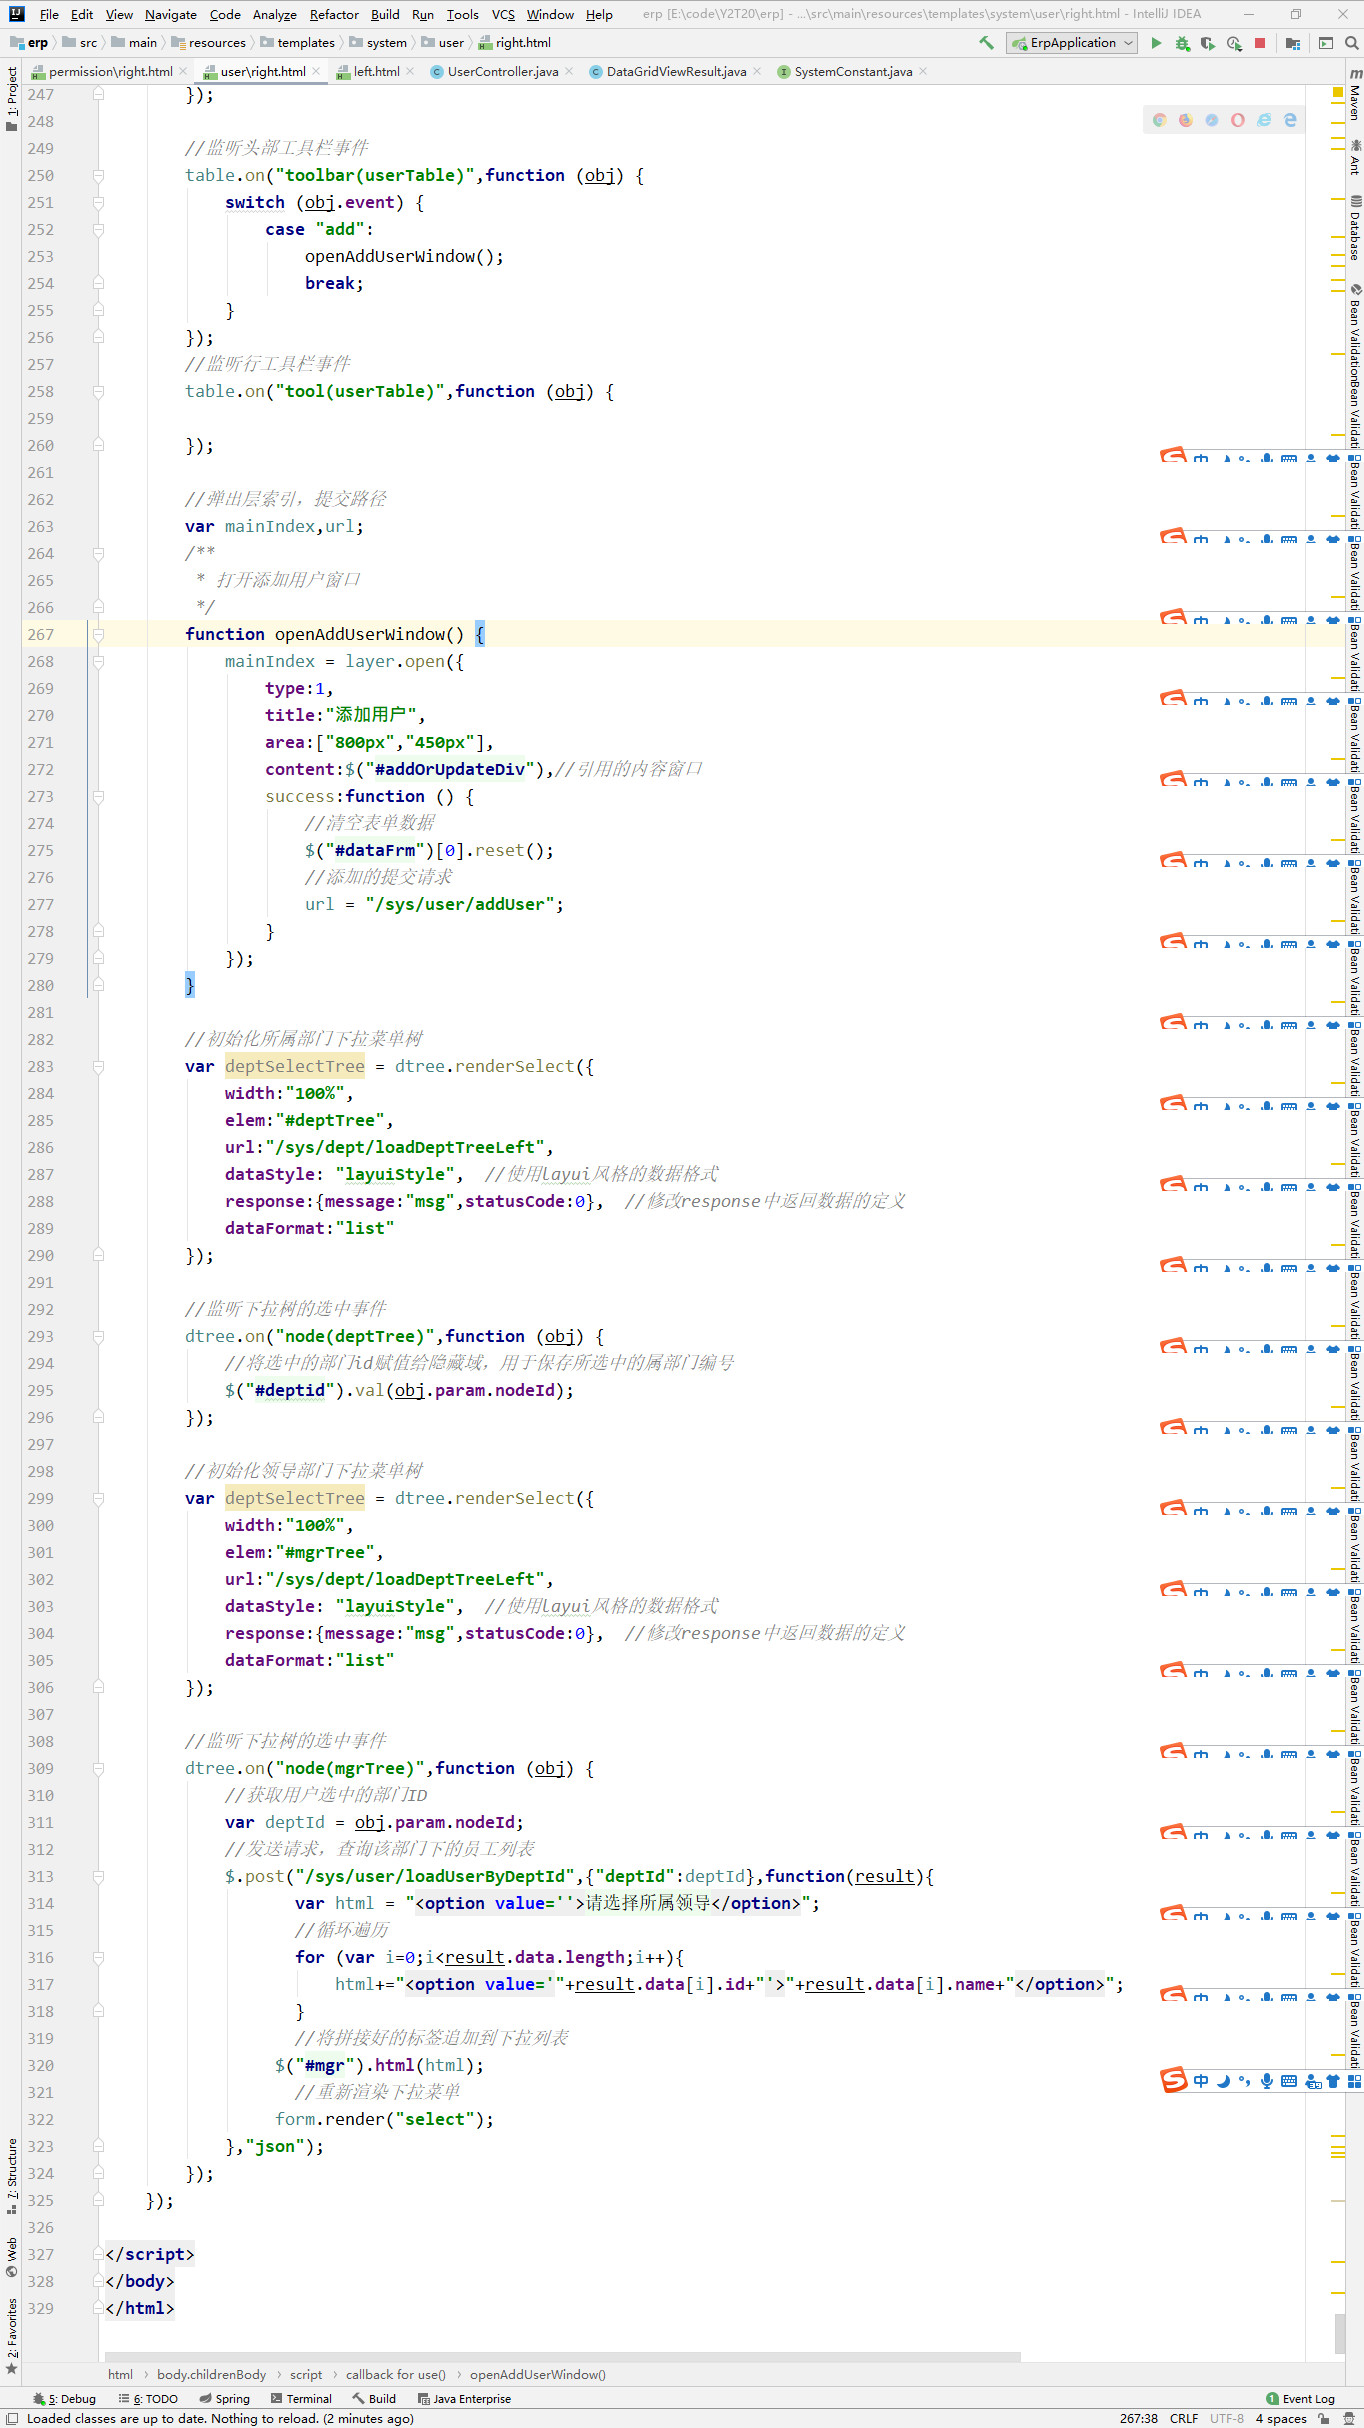 File Edit View Navigate Code Analyze Refactor Build Run Tools VCS Window Help erp [E:\code\Y2T20\erp] - ...\src\main\resources\templates\system\user\right.html - IntelliJ IDEA
erp src main resources templates system user right.html ErpApplication
permission\right.html user\right.html left.html UserController.java DataGridViewResult.java SystemConstant.java
247 });
248
249 //监听头部工具栏事件
250 table.on("toolbar(userTable)",function (obj) {
251 switch (obj.event) {
252 case "add":
253 openAddUserWindow();
254 break;
255 }
256 });
257 //监听行工具栏事件
258 table.on("tool(userTable)",function (obj) {
259
260 });
261
262 //弹出层索引，提交路径
263 var mainIndex,url;
264 /**
265 * 打开添加用户窗口
266 */
267 function openAddUserWindow() {
268 mainIndex = layer.open({
269 type:1,
270 title:"添加用户",
271 area:["800px","450px"],
272 content:$("#addOrUpdateDiv"),//引用的内容窗口
273 success:function () {
274 //清空表单数据
275 $("#dataFrm")[0].reset();
276 //添加的提交请求
277 url = "/sys/user/addUser";
278 }
279 });
280 }
281
282 //初始化所属部门下拉菜单树
283 var deptSelectTree = dtree.renderSelect({
284 width:"100%",
285 elem:"#deptTree",
286 url:"/sys/dept/loadDeptTreeLeft",
287 dataStyle: "layuiStyle", //使用layui风格的数据格式
288 response:{message:"msg",statusCode:0}, //修改response中返回数据的定义
289 dataFormat:"list"
290 });
291
292 //监听下拉树的选中事件
293 dtree.on("node(deptTree)",function (obj) {
294 //将选中的部门id赋值给隐藏域，用于保存所选中的属部门编号
295 $("#deptid").val(obj.param.nodeId);
296 });
297
298 //初始化领导部门下拉菜单树
299 var deptSelectTree = dtree.renderSelect({
300 width:"100%",
301 elem:"#mgrTree",
302 url:"/sys/dept/loadDeptTreeLeft",
303 dataStyle: "layuiStyle", //使用layui风格的数据格式
304 response:{message:"msg",statusCode:0}, //修改response中返回数据的定义
305 dataFormat:"list"
306 });
307
308 //监听下拉树的选中事件
309 dtree.on("node(mgrTree)",function (obj) {
310 //获取用户选中的部门ID
311 var deptId = obj.param.nodeId;
312 //发送请求，查询该部门下的员工列表
313 $.post("/sys/user/loadUserByDeptId",{"deptId":deptId},function(result){
314 var html = "<option value=''>请选择所属领导</option>";
315 //循环遍历
316 for (var i=0;i<result.data.length;i++){
317 html+="<option value='"+result.data[i].id+"'>"+result.data[i].name+"</option>";
318 }
319 //将拼接好的标签追加到下拉列表
320 $("#mgr").html(html);
321 //重新渲染下拉菜单
322 form.render("select");
323 },"json");
324 });
325 });
326
327 </script>
328 </body>
329 </html>
html body.childrenBody script callback for use() openAddUserWindow()
5: Debug 6: TODO Spring Terminal Build Java Enterprise 1 Event Log
Loaded classes are up to date. Nothing to reload. (2 minutes ago) 267:38 CRLF UTF-8 4 spaces
1: Project
7: Structure
Web
2: Favorites
Maven
Ant
Database
Bean Validation
中